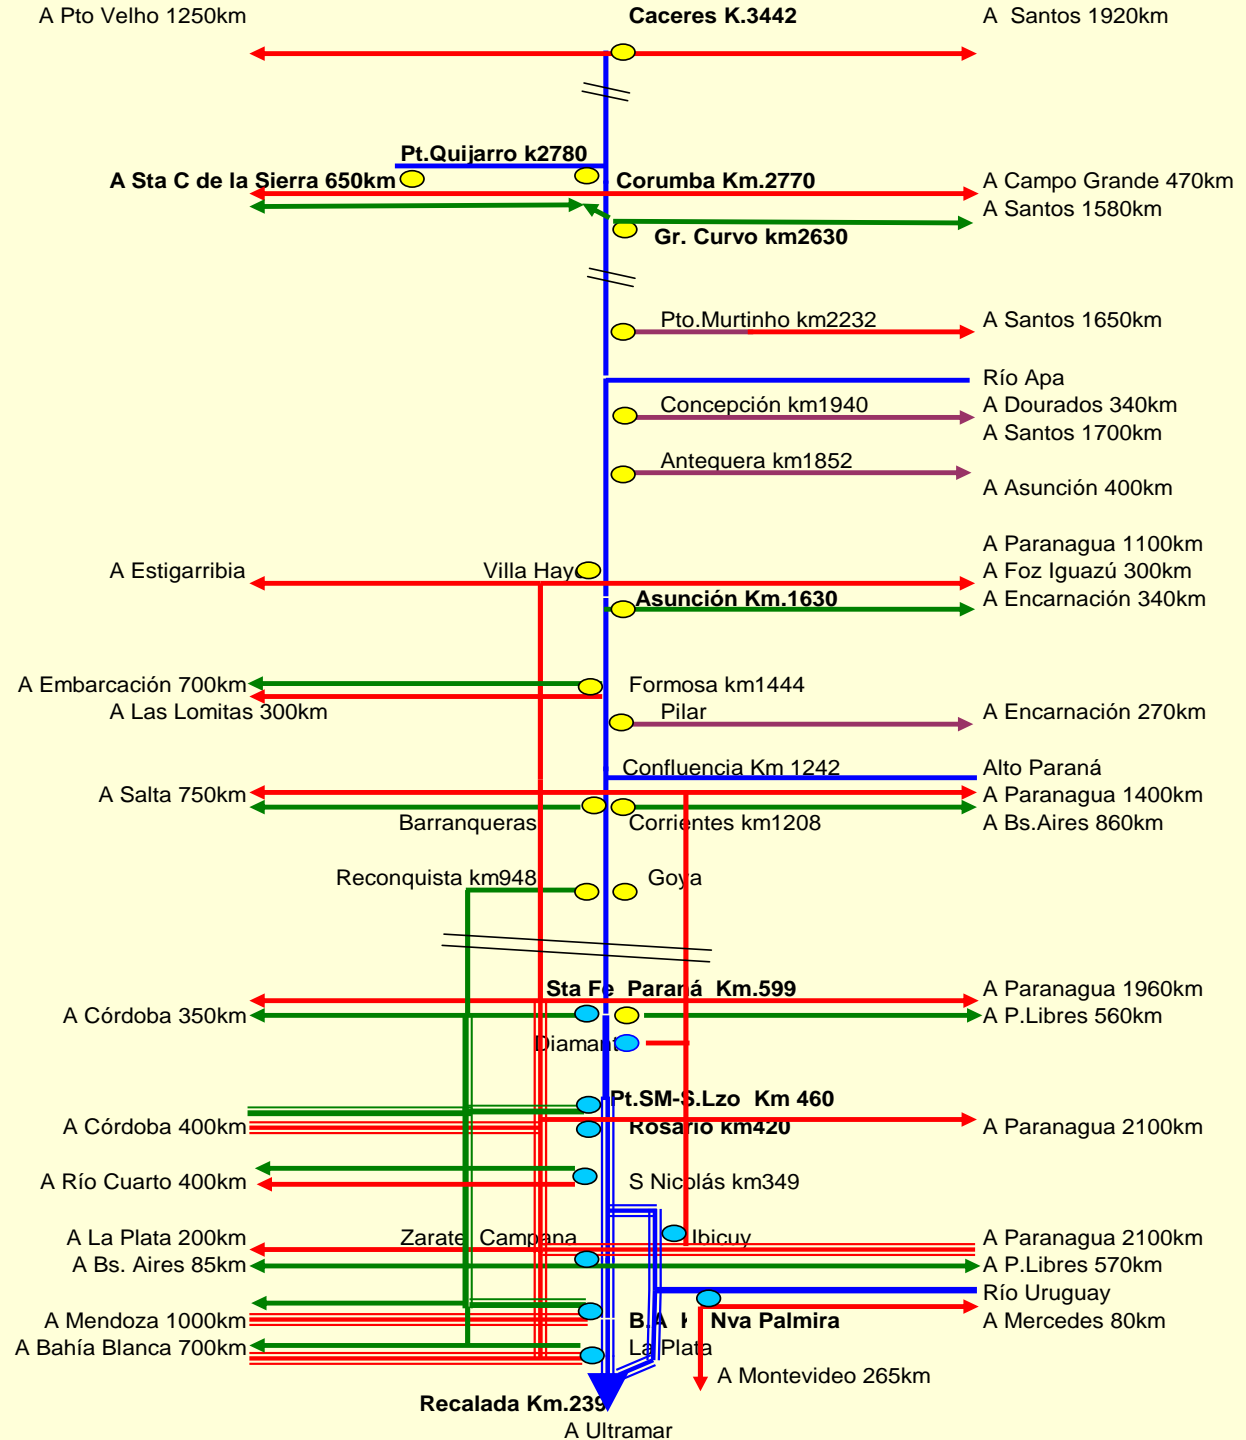 A Pto Velho 1250km
Caceres K.3442
A Santos 1920km
Pt.Quijarro k2780
A Sta C de la Sierra 650km
Corumba Km.2770
A Campo Grande 470km
A Santos 1580km
Gr. Curvo km2630
Pto.Murtinho km2232
A Santos 1650km
Río Apa
Concepción km1940
A Dourados 340km
A Santos 1700km
Antequera km1852
A Asunción 400km
A Paranagua 1100km
A Estigarribia
Villa Hay
A Foz Iguazú 300km
Asunción Km.1630
A Encarnación 340km
A Embarcación 700km
Formosa km1444
A Las Lomitas 300km
Pilar
A Encarnación 270km
Confluencia Km 1242
Alto Paraná
A Salta 750km
A Paranagua 1400km
Barranqueras
Corrientes km1208
A Bs.Aires 860km
Reconquista km948
Goya
Sta Fe Paraná Km.599
A Paranagua 1960km
A Córdoba 350km
A P.Libres 560km
Diamant
Pt.SM-S.Lzo Km 460
A Córdoba 400km
Rosario km420
A Paranagua 2100km
A Río Cuarto 400km
S Nicolás km349
A La Plata 200km
Zarate Campana
Ibicuy
A Paranagua 2100km
A Bs. Aires 85km
A P.Libres 570km
Río Uruguay
A Mendoza 1000km
B.A K Nva Palmira
A Mercedes 80km
A Bahía Blanca 700km
La Plata
A Montevideo 265km
Recalada Km.239
A Ultramar